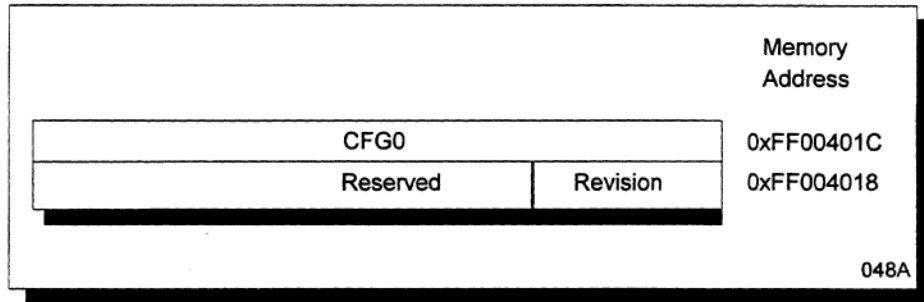 Memory
Address
CFG0 0xFF00401C
Reserved Revision 0xFF004018
048A